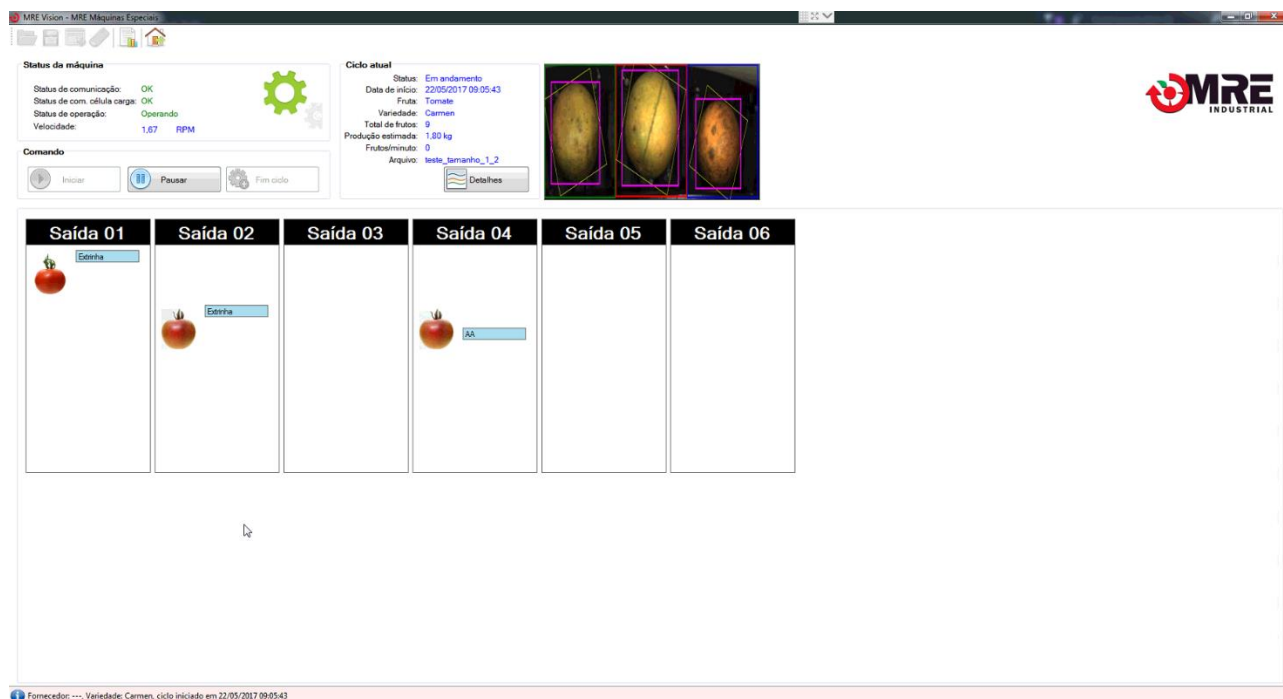 MRE Vision - MRE Máquinas Especiais
Status da máquina
Status de comunicação: OK
Status de com. célula carga: OK
Status de operação: Operando
Velocidade: 1,67 RPM
Comando
Iniciar
Pausar
Fim ciclo
Ciclo atual
Status: Em andamento
Data de início: 22/05/2017 09:05:43
Fruta: Tomate
Variedade: Carmen
Total de frutos: 9
Produção estimada: 1,80 kg
Frutos/minuto: 0
Arquivo: teste_tamanho_1_2
Detalhes
MRE
INDUSTRIAL
Saída 01
Saída 02
Saída 03
Saída 04
Saída 05
Saída 06
Extrinha
Extrinha
AA
Fornecedor: ---. Variedade: Carmen. ciclo iniciado em 22/05/2017 09:05:43